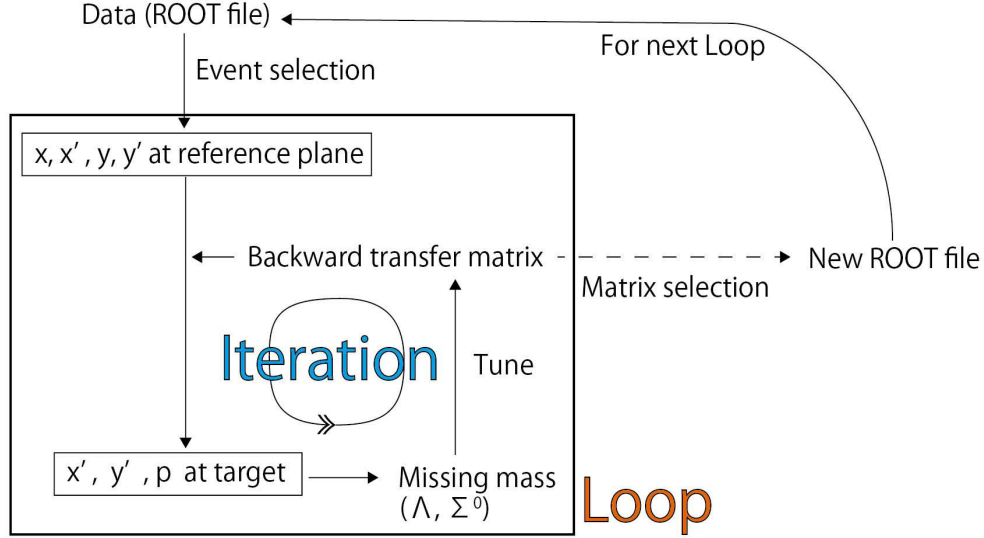 Data (ROOT file)
For next Loop
Event selection
x, x′ , y, y′ at reference plane
Backward transfer matrix
New ROOT file
Matrix selection
Iteration
Tune
x′ , y′ , p at target
Missing mass
( Λ , Σ⁰)
Loop